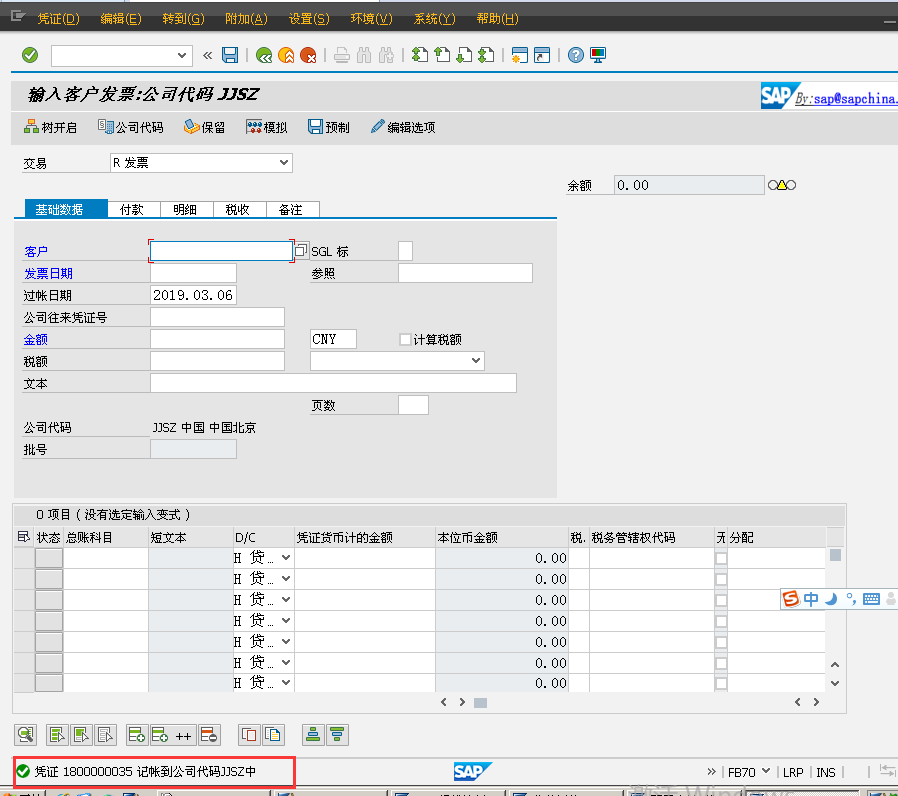 凭证(D) 编辑(E) 转到(G) 附加(A) 设置(S) 环境(V) 系统(Y) 帮助(H)
输入客户发票:公司代码 JJSZ
SAP By:sap@sapchina.
树开启 公司代码 保留 模拟 预制 编辑选项
交易 R 发票
余额 0.00
基础数据 付款 明细 税收 备注
客户 SGL 标
发票日期 参照
过帐日期 2019.03.06
公司往来凭证号
金额 CNY 计算税额
税额
文本
页数
公司代码 JJSZ 中国 中国北京
批号
0 项目 ( 没有选定输入变式 )
状态 总账科目 短文本 D/C 凭证货币计的金额 本位币金额 税. 税务管辖权代码 无 分配
H 贷… 0.00
H 贷… 0.00
H 贷… 0.00
H 贷… 0.00
H 贷… 0.00
H 贷… 0.00
H 贷… 0.00
中
凭证 1800000035 记帐到公司代码JJSZ中
SAP
FB70 LRP INS